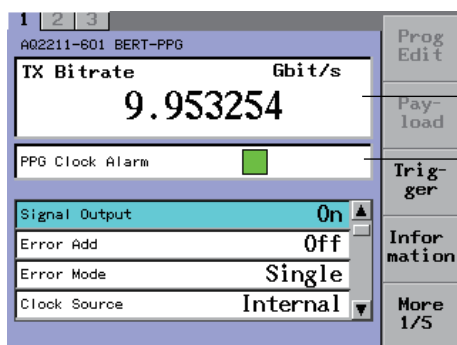 1 2 3
AQ2211-601 BERT-PPG
TX Bitrate Gbit/s
9.953254
PPG Clock Alarm
Signal Output On
Error Add Off
Error Mode Single
Clock Source Internal
Prog
Edit
Pay-
load
Trig-
ger
Infor
mation
More
1/5